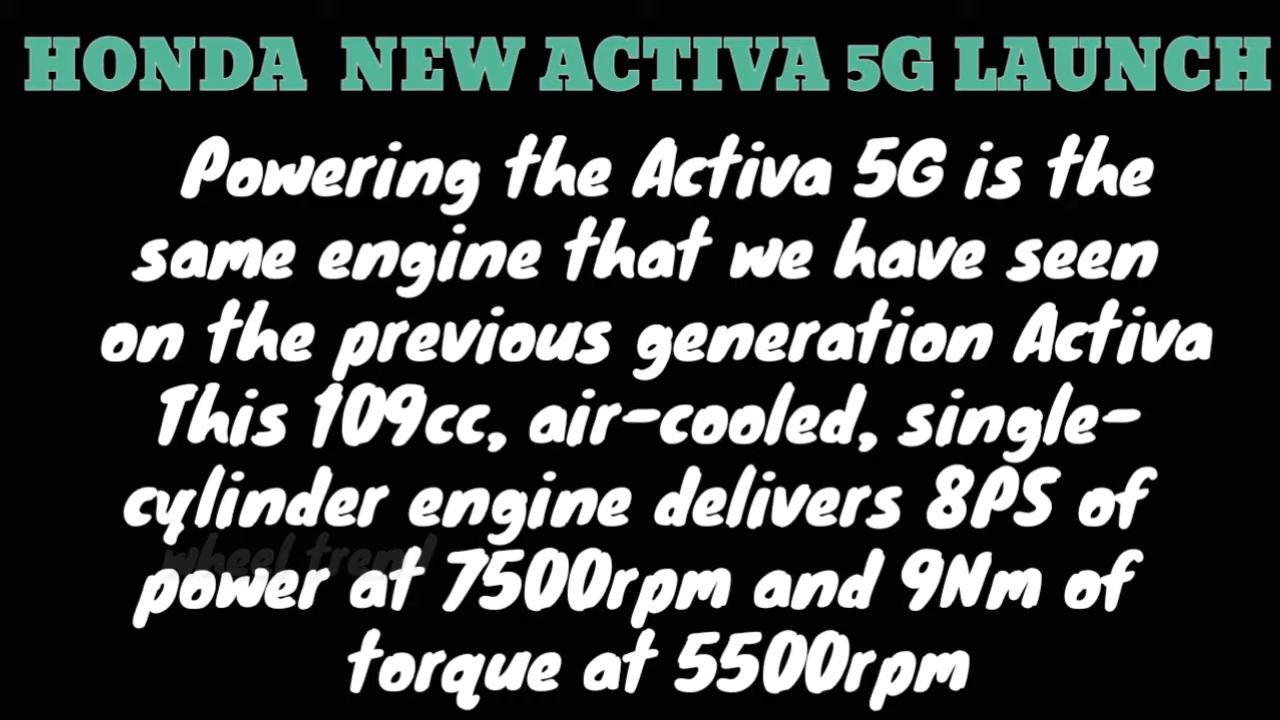 HONDA NEW ACTIVA 5G LAUNCH
Powering the Activa 5G is the
same engine that we have seen
on the previous generation Activa
This 109cc, air-cooled, single-
cylinder engine delivers 8PS of
wheel trend
power at 7500rpm and 9Nm of
torque at 5500rpm